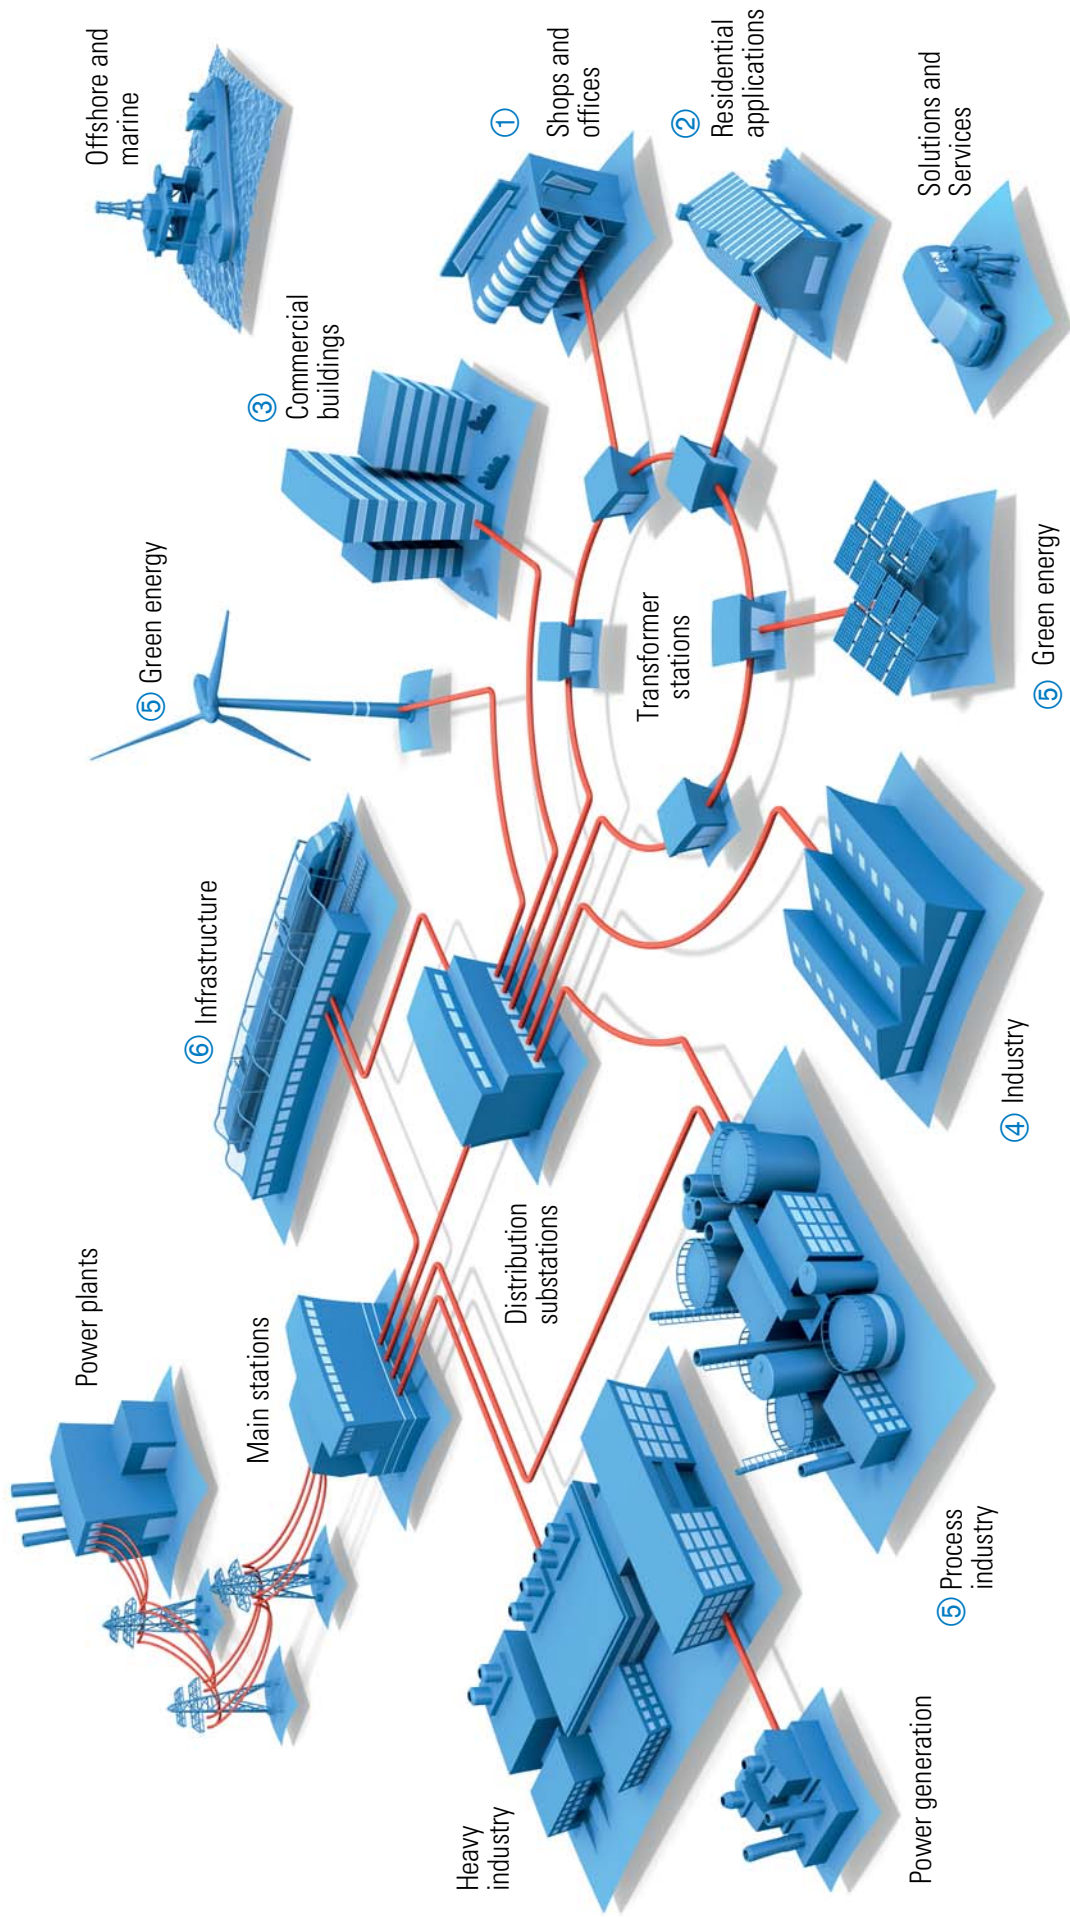 Power plants
Offshore and
marine
⑤ Green energy
⑥ Infrastructure
Main stations
③
Commercial
buildings
Heavy
industry
Distribution
substations
①
Shops and
offices
Transformer
stations
②
Residential
applications
Power generation
Solutions and
Services
⑤ Process
industry
④ Industry
⑤ Green energy